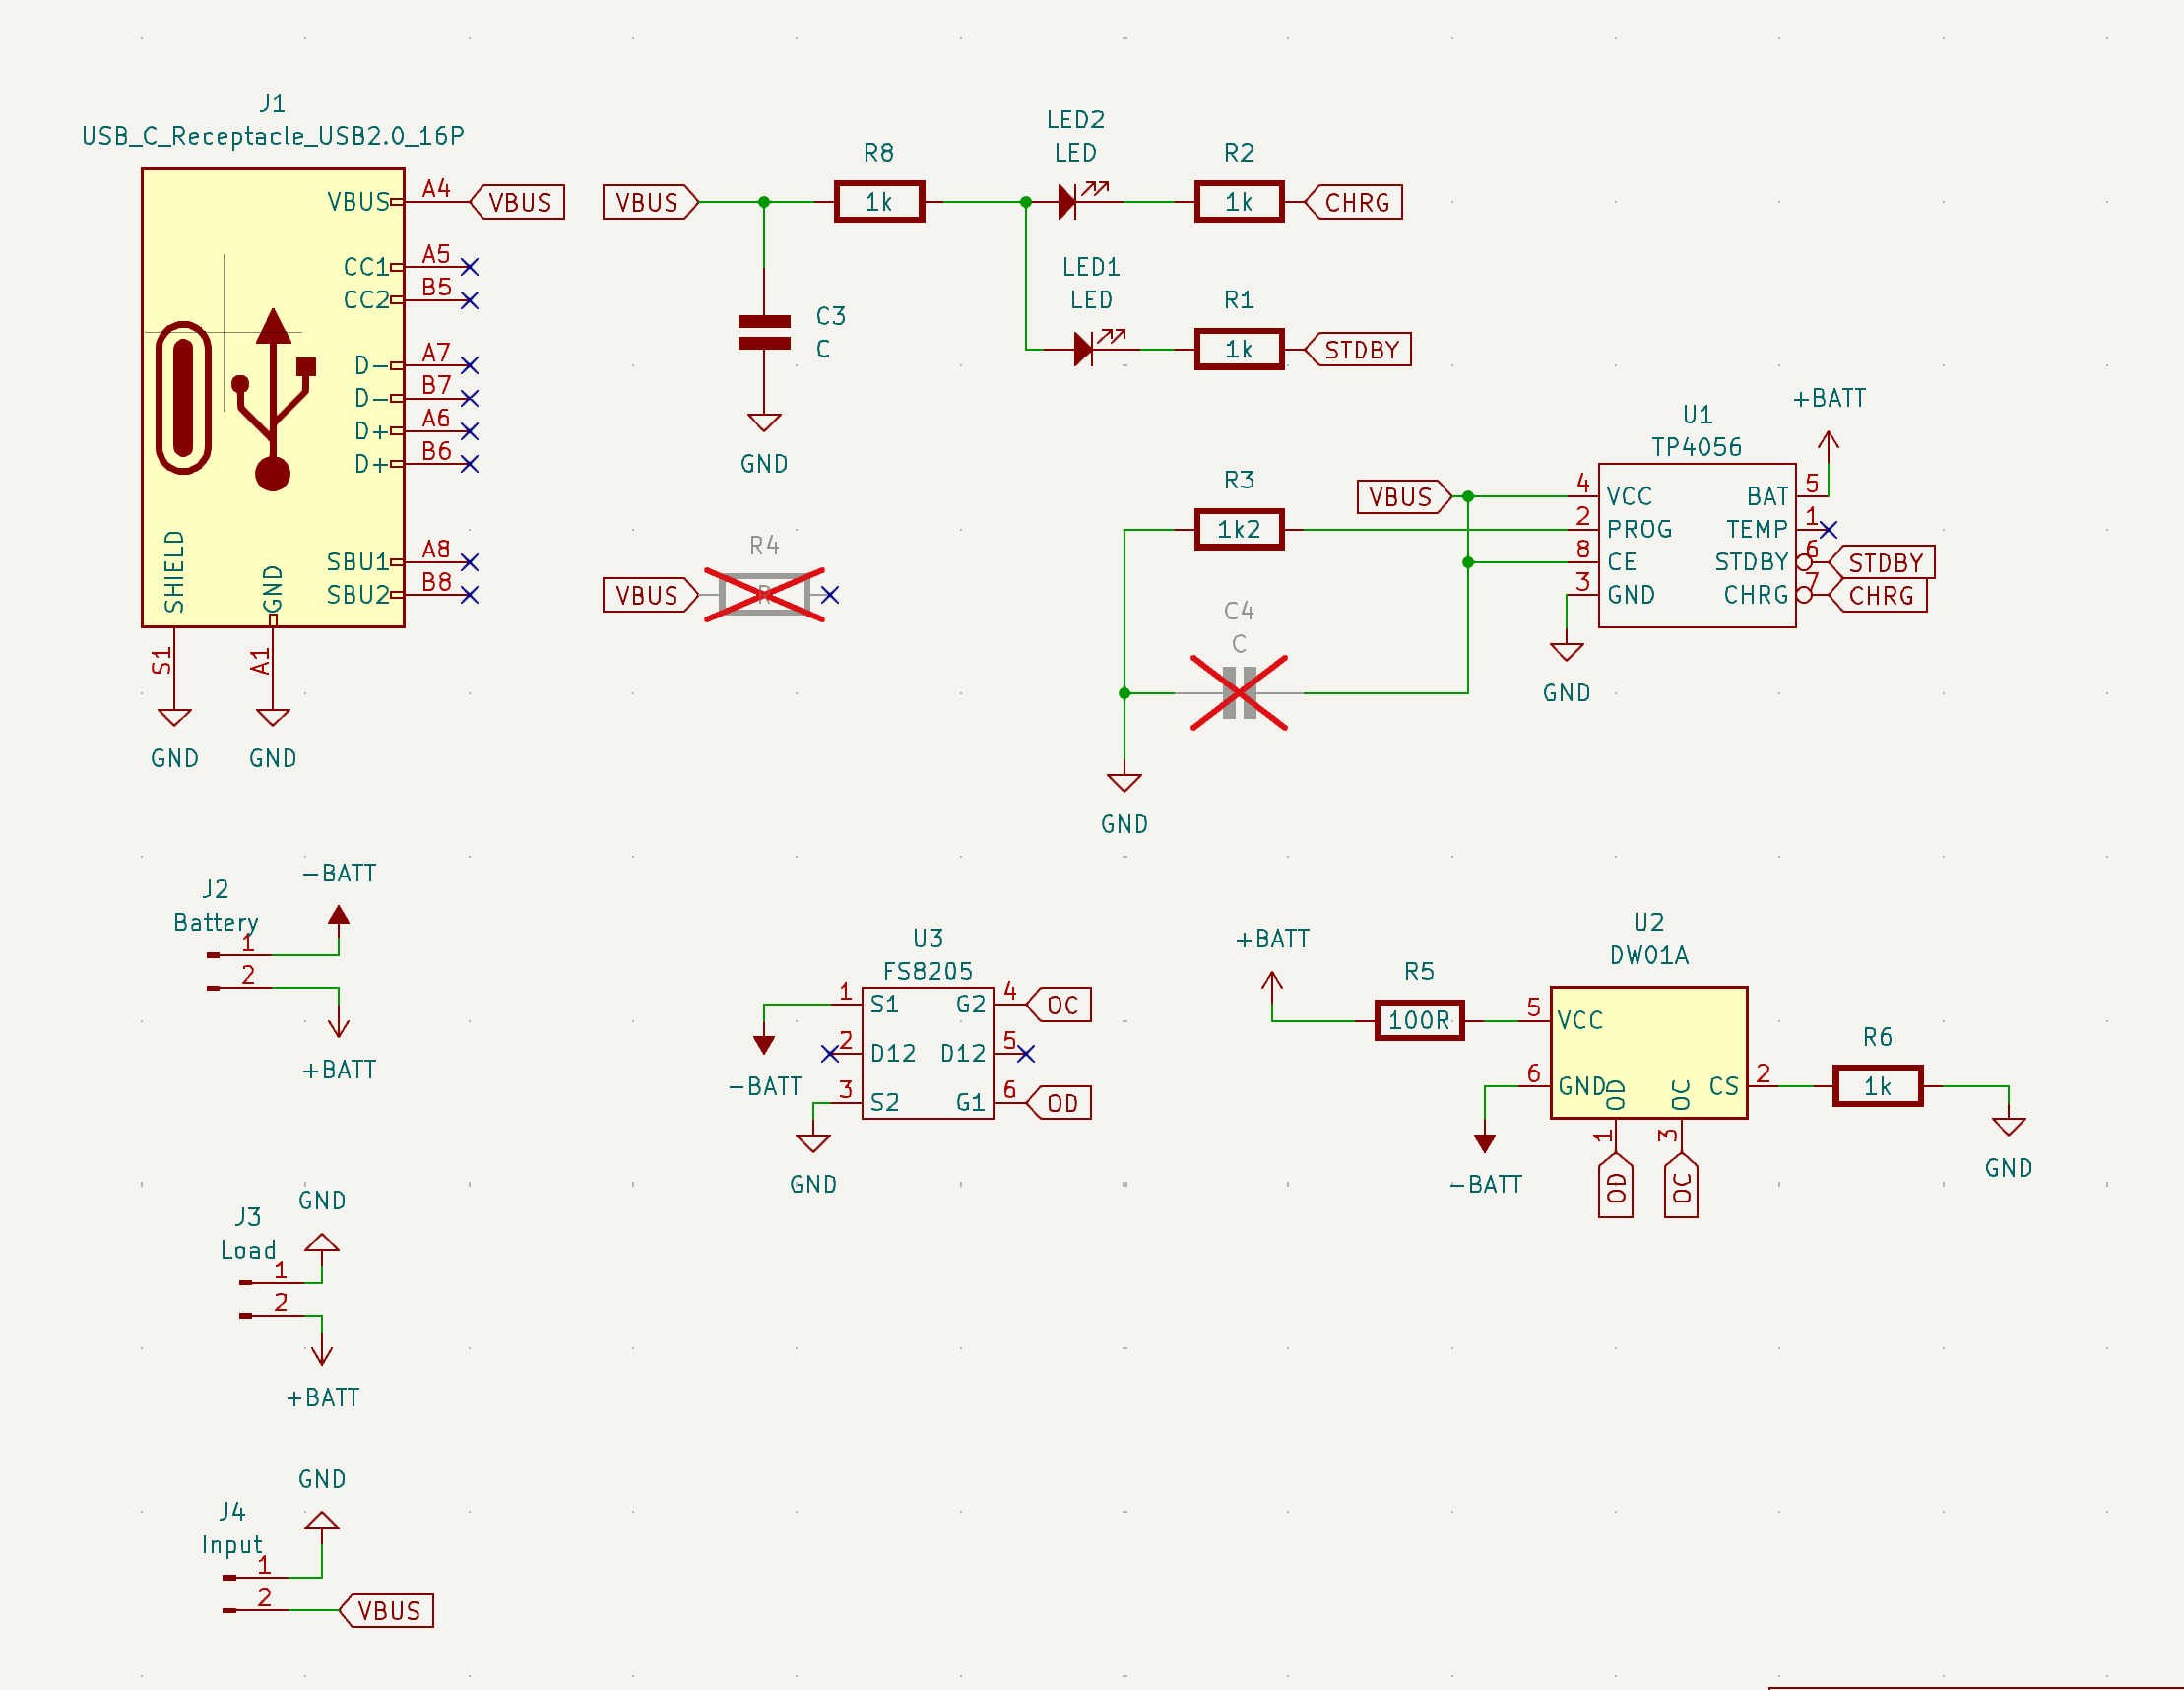 J1
USB_C_Receptacle_USB2.0_16P
VBUS
A4
VBUS
CC1
A5
CC2
B5
D-
A7
D-
B7
D+
A6
D+
B6
SBU1
A8
SBU2
B8
SHIELD
GND
S1
A1
GND
GND
VBUS
R8
1k
LED2
LED
R2
1k
CHRG
LED1
LED
R1
1k
STDBY
C3
C
GND
R4
VBUS
R
U1
TP4056
+BATT
VBUS
R3
1k2
4
VCC
BAT
5
2
PROG
TEMP
1
8
CE
STDBY
6
STDBY
3
GND
CHRG
7
CHRG
GND
C4
C
GND
-BATT
J2
Battery
1
2
+BATT
U3
FS8205
1
S1
G2
4
OC
2
D12
D12
5
-BATT
3
S2
G1
6
OD
GND
+BATT
R5
100R
U2
DW01A
5
VCC
6
GND
OD
OC
CS
2
R6
1k
1
3
-BATT
OD
OC
GND
GND
J3
Load
1
2
+BATT
GND
J4
Input
1
2
VBUS